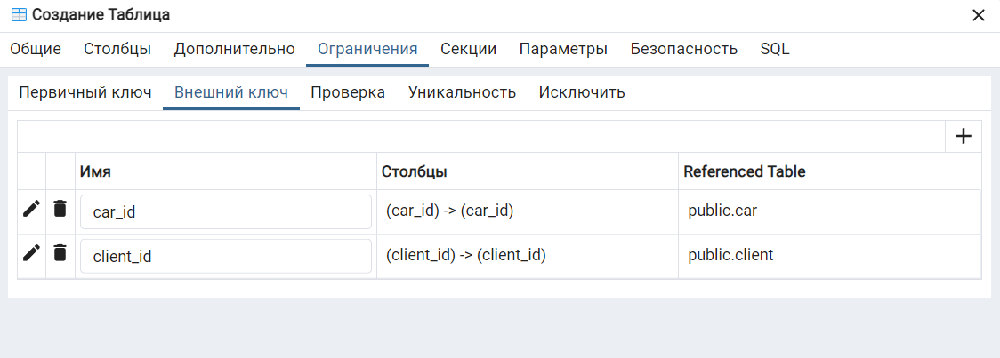 Создание Таблица
Общие Столбцы Дополнительно Ограничения Секции Параметры Безопасность SQL
Первичный ключ Внешний ключ Проверка Уникальность Исключить
Имя Столбцы Referenced Table
car_id (car_id) -> (car_id) public.car
client_id (client_id) -> (client_id) public.client